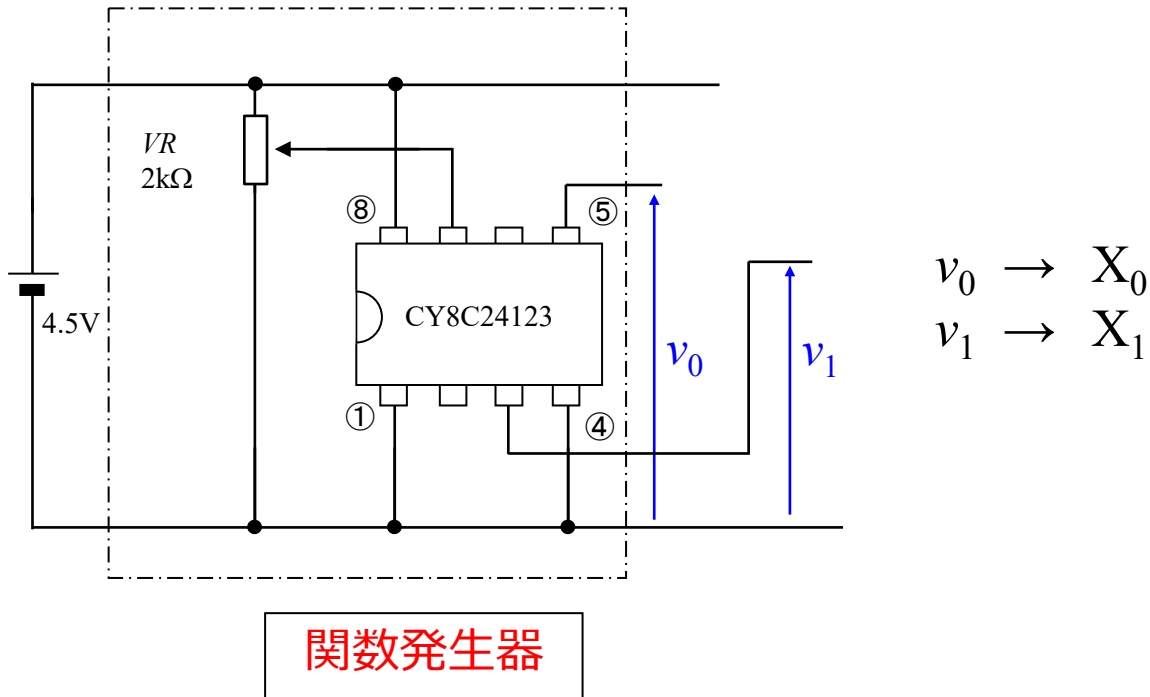 VR
2kΩ
⑧
⑤
CY8C24123
4.5V
v₀
v₁
①
④
v₀ → X₀
v₁ → X₁
関数発生器